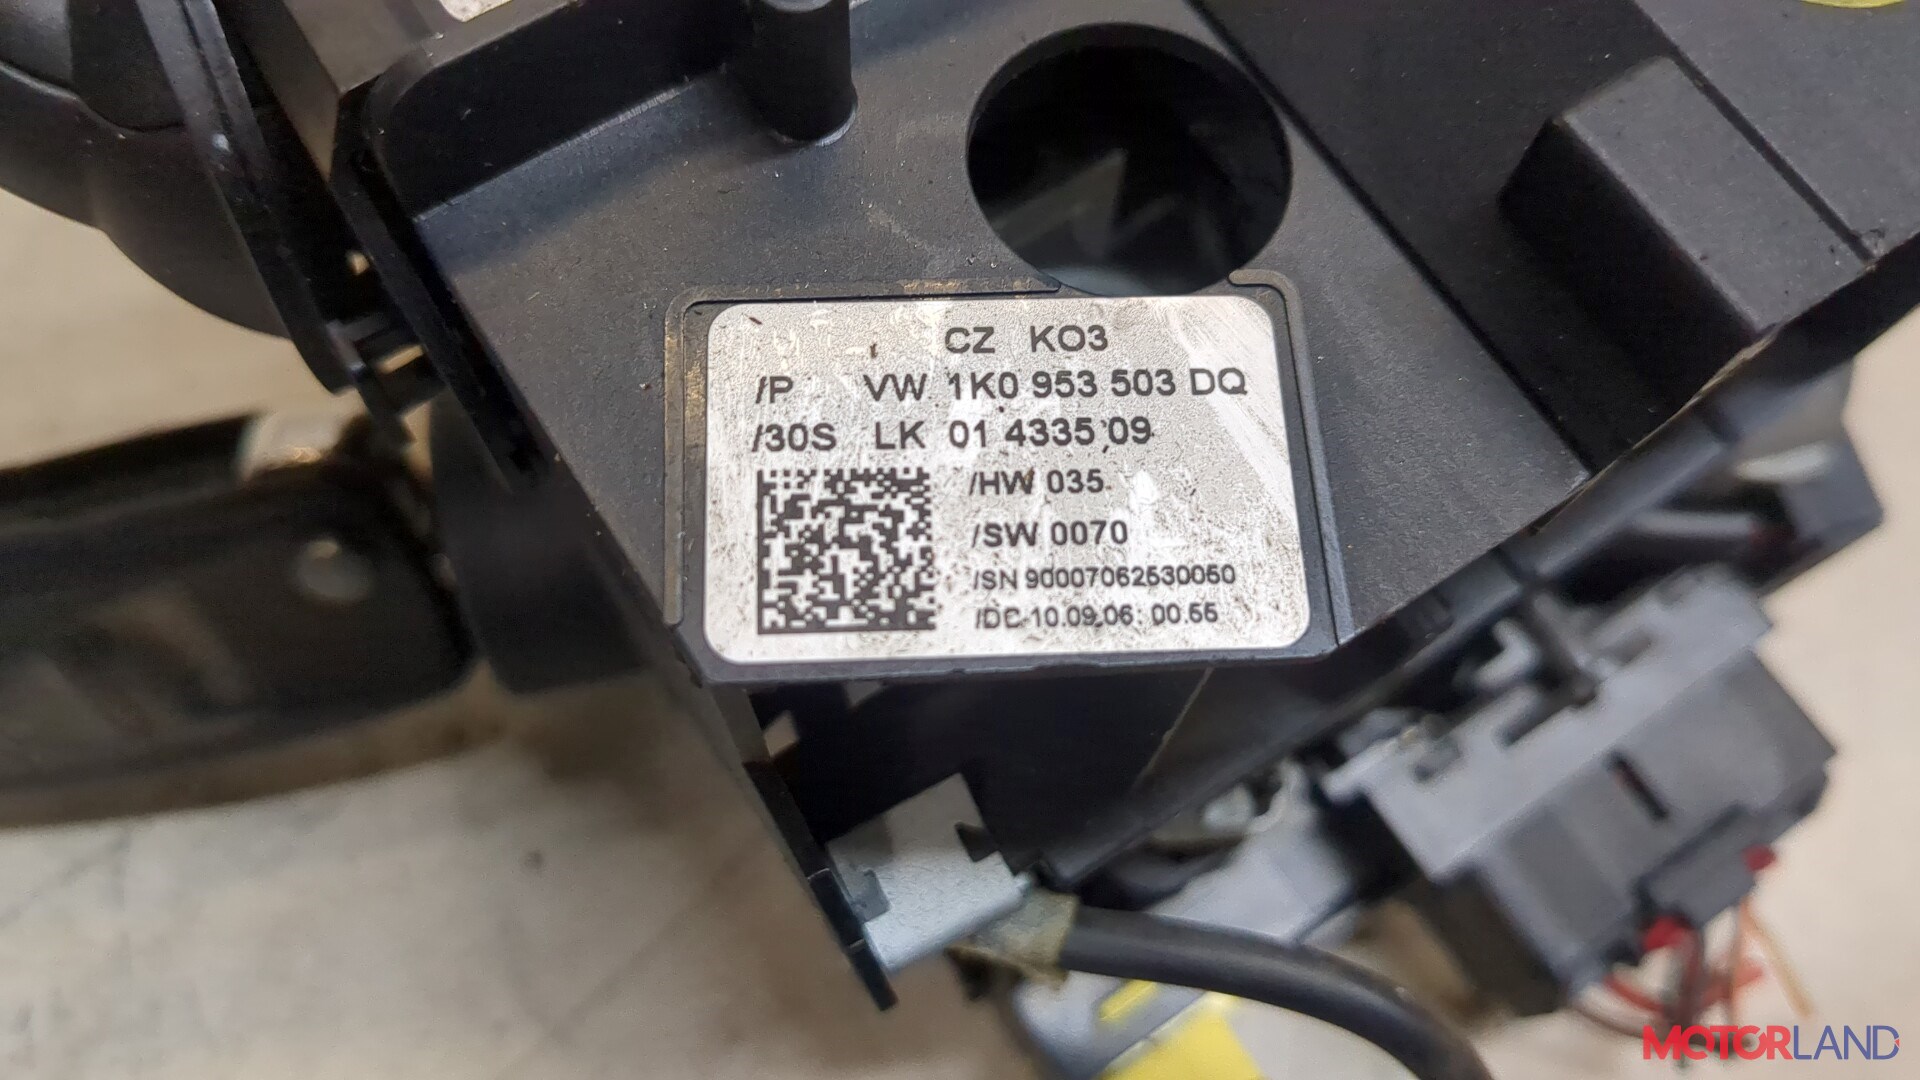 CZ KO3
/P VW 1K0 953 503 DQ
/30S LK 01 4335 09
/HW 035
/SW 0070
/SN 90007062530050
/DC 10.09.06: 00.55
MOTORLAND